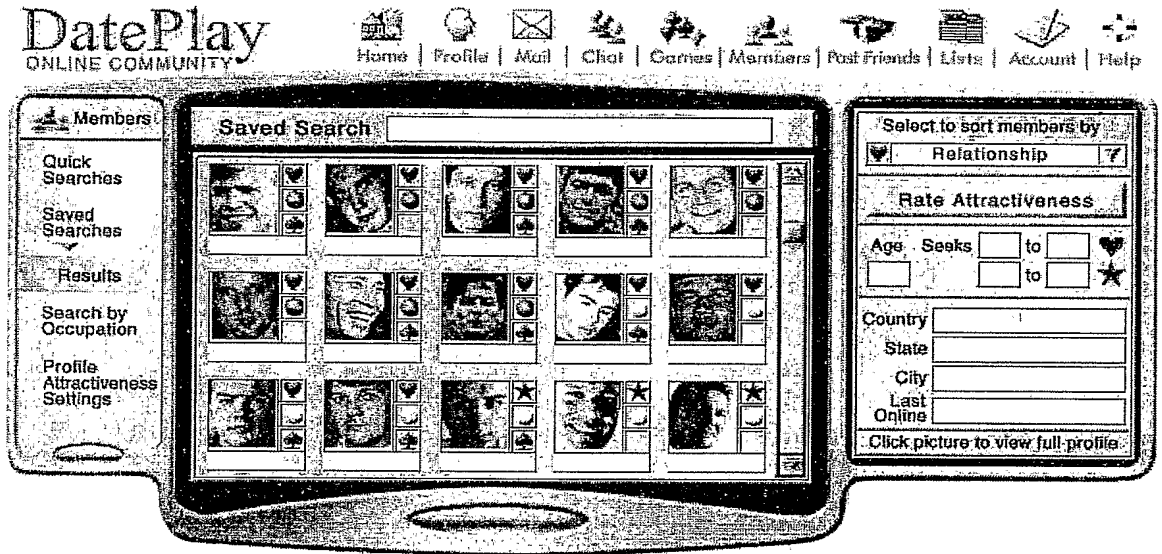 DatePlay
ONLINE COMMUNITY
Home | Profile | Mail | Chat | Games | Members | Past Friends | Lists | Account | Help
Members
Quick
Searches
Saved
Searches
Results
Search by
Occupation
Profile
Attractiveness
Settings
Saved Search
Select to sort members by
Relationship
Rate Attractiveness
Age Seeks to
to
Country
State
City
Last
Online
Click picture to view full profile